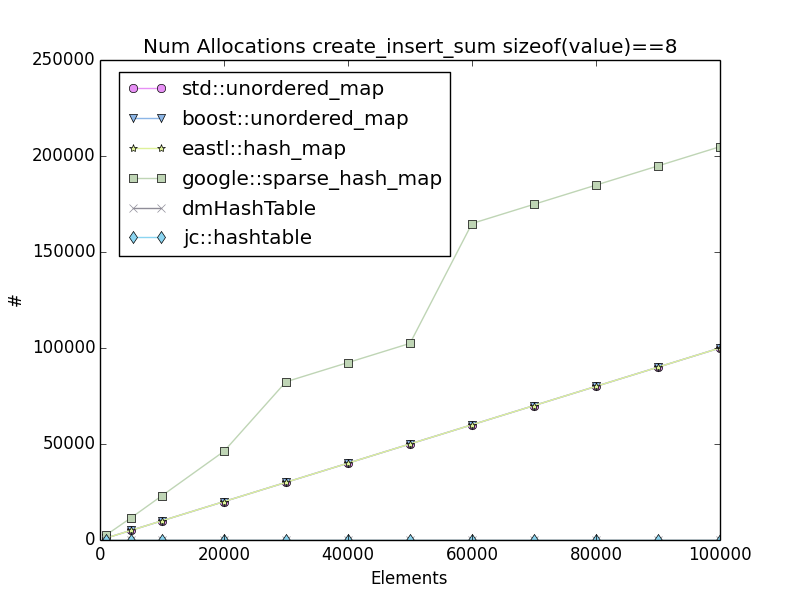 Num Allocations create_insert_sum sizeof(value)==8
250000
200000
150000
100000
50000
0
#
std::unordered_map
boost::unordered_map
eastl::hash_map
google::sparse_hash_map
dmHashTable
jc::hashtable
0 20000 40000 60000 80000 100000
Elements